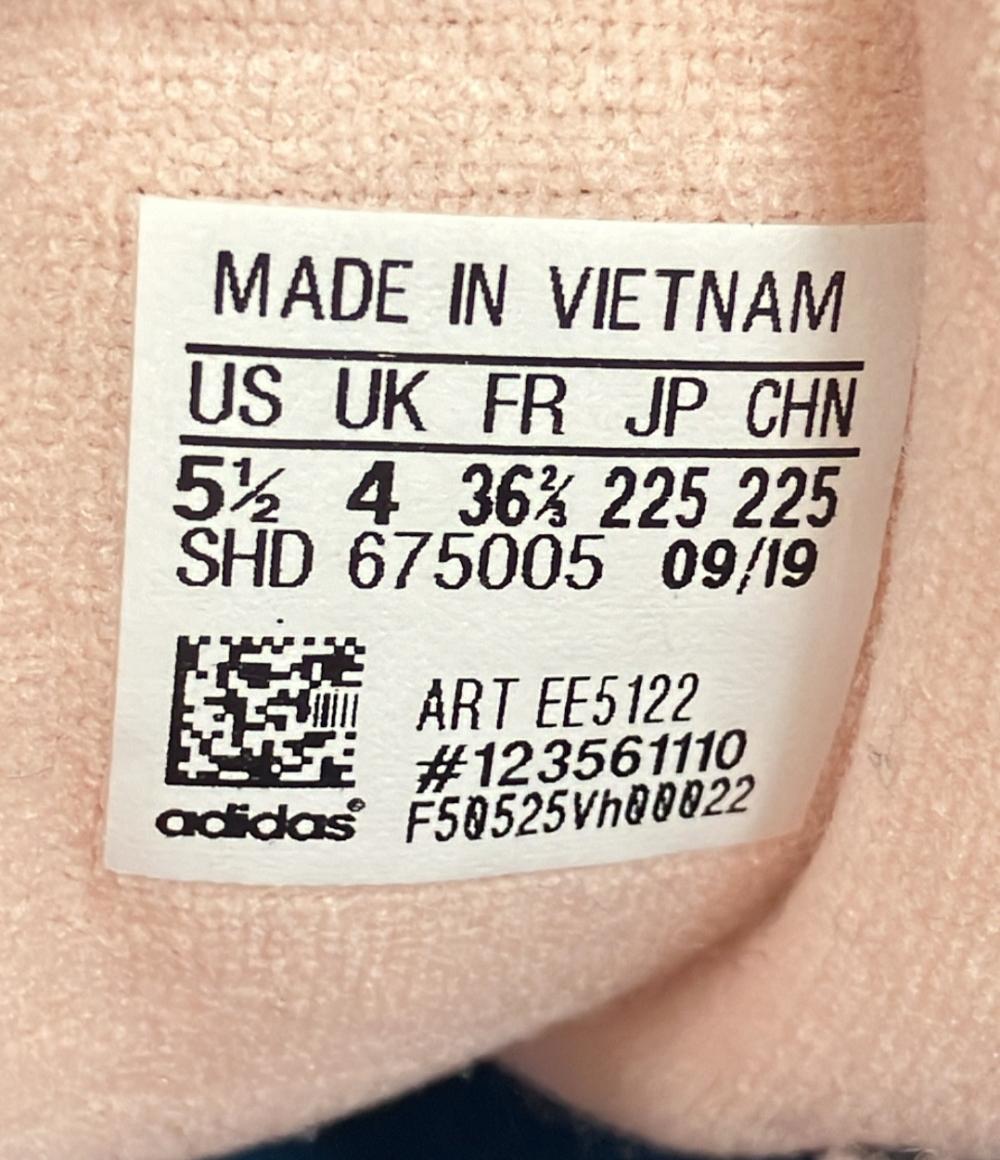 MADE IN VIETNAM
US UK FR JP CHN
5½ 4 36⅔ 225 225
SHD 675005 09/19
ART EE5122
#123561110
F50525Vh00022
adidas®